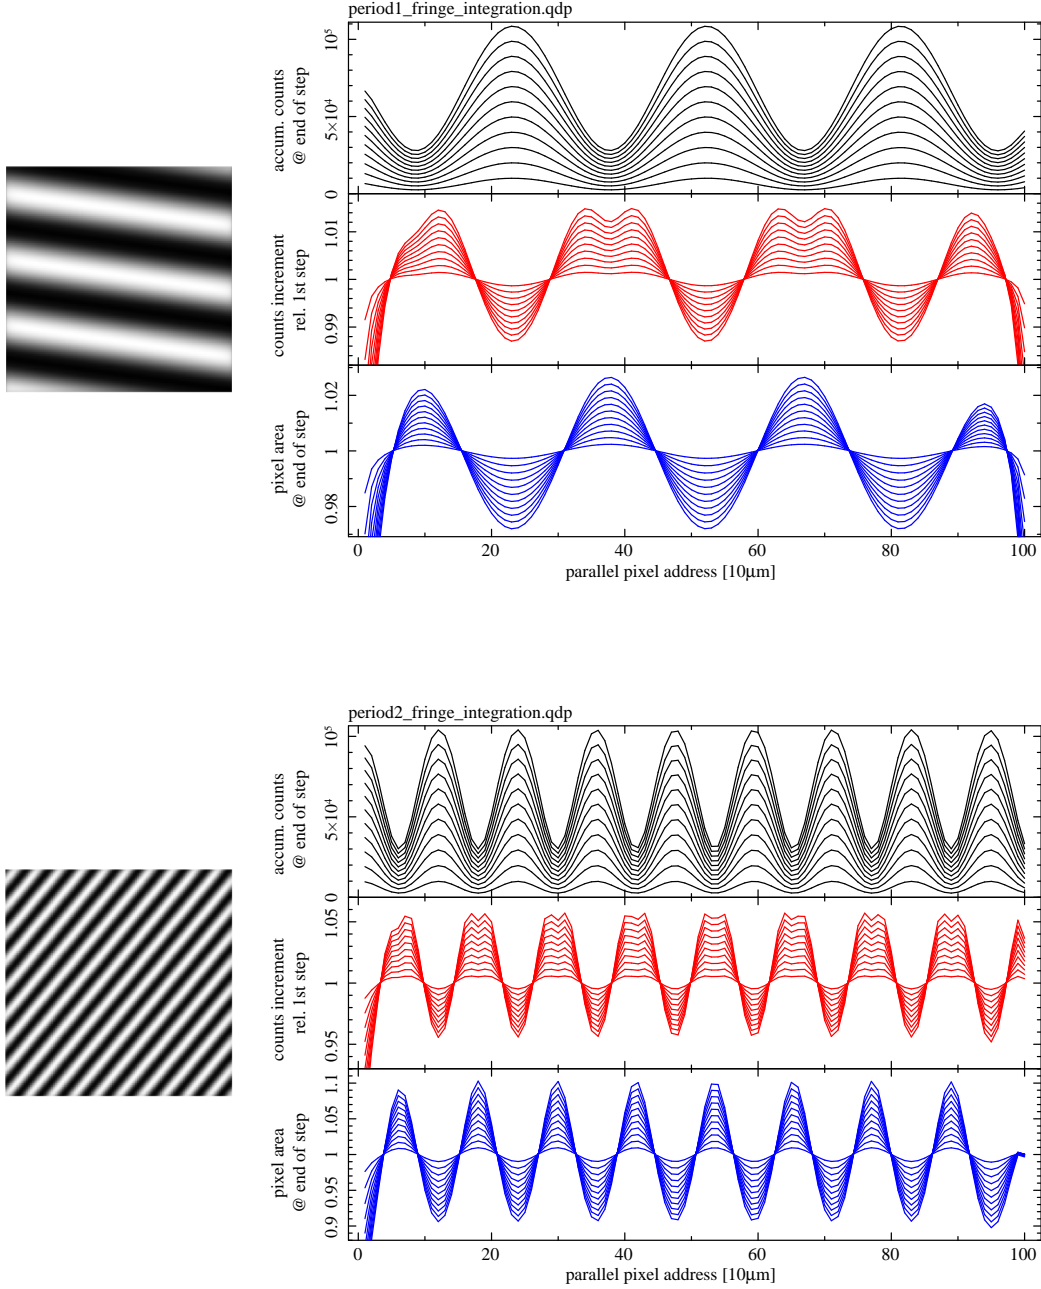 period1_fringe_integration.qdp
accum. counts
@ end of step
0
5×10⁴
10⁵
counts increment
rel. 1st step
0.99
1
1.01
pixel area
@ end of step
0.98
1
1.02
0 20 40 60 80 100
parallel pixel address [10μm]
period2_fringe_integration.qdp
accum. counts
@ end of step
0
5×10⁴
10⁵
counts increment
rel. 1st step
0.95
1
1.05
pixel area
@ end of step
0.9
0.95
1
1.05
1.1
0 20 40 60 80 100
parallel pixel address [10μm]